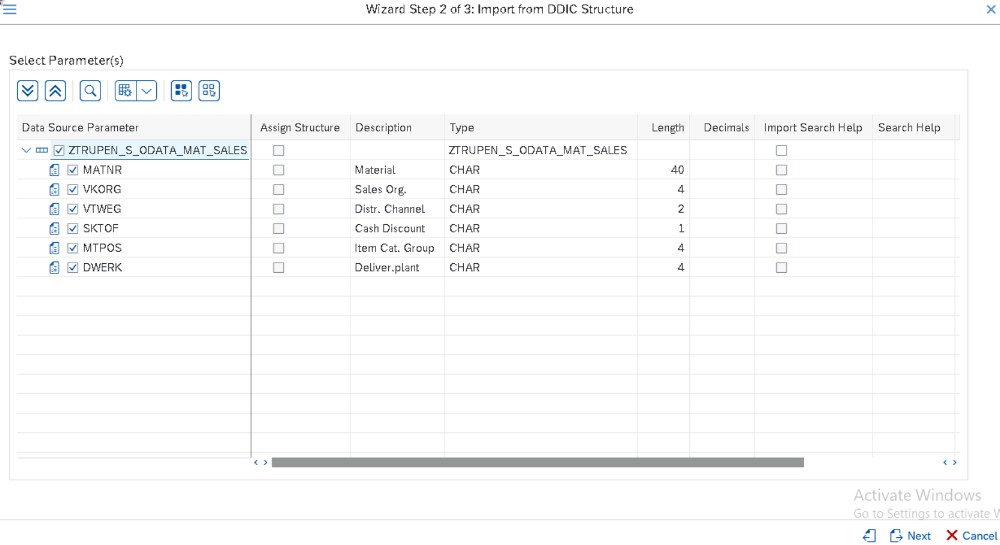 Wizard Step 2 of 3: Import from DDIC Structure
Select Parameter(s)
Data Source Parameter Assign Structure Description Type Length Decimals Import Search Help Search Help
ZTRUPEN_S_ODATA_MAT_SALES ZTRUPEN_S_ODATA_MAT_SALES
MATNR Material CHAR 40
VKORG Sales Org. CHAR 4
VTWEG Distr. Channel CHAR 2
SKTOF Cash Discount CHAR 1
MTPOS Item Cat. Group CHAR 4
DWERK Deliver.plant CHAR 4
Activate Windows
Go to Settings to activate
Next Cancel